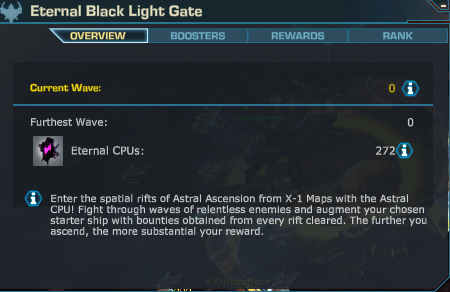 Eternal Black Light Gate
OVERVIEW BOOSTERS REWARDS RANK
Current Wave: 0
Furthest Wave: 0
Eternal CPUs: 272
Enter the spatial rifts of Astral Ascension from X-1 Maps with the Astral
CPU! Fight through waves of relentless enemies and augment your chosen
starter ship with bounties obtained from every rift cleared. The further you
ascend, the more substantial your reward.